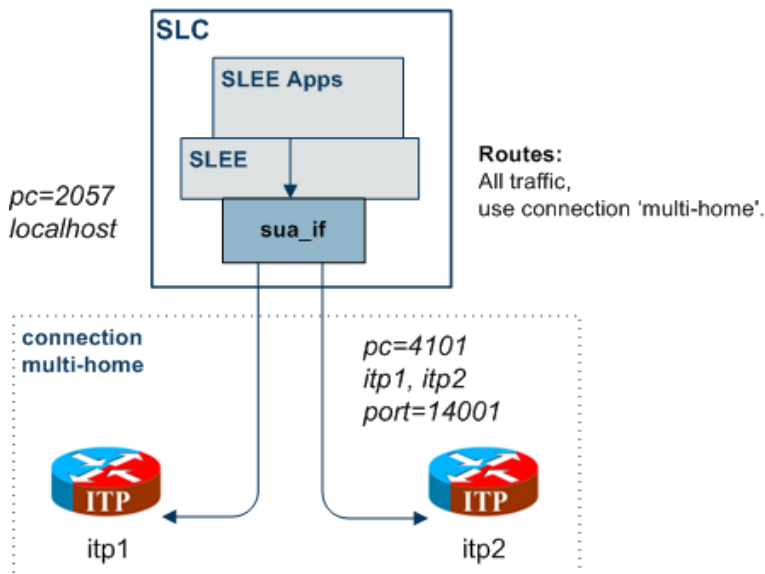 SLC
SLEE Apps
SLEE
sua_if
pc=2057
localhost
Routes:
All traffic,
use connection 'multi-home'.
connection
multi-home
pc=4101
itp1, itp2
port=14001
ITP
itp1
ITP
itp2